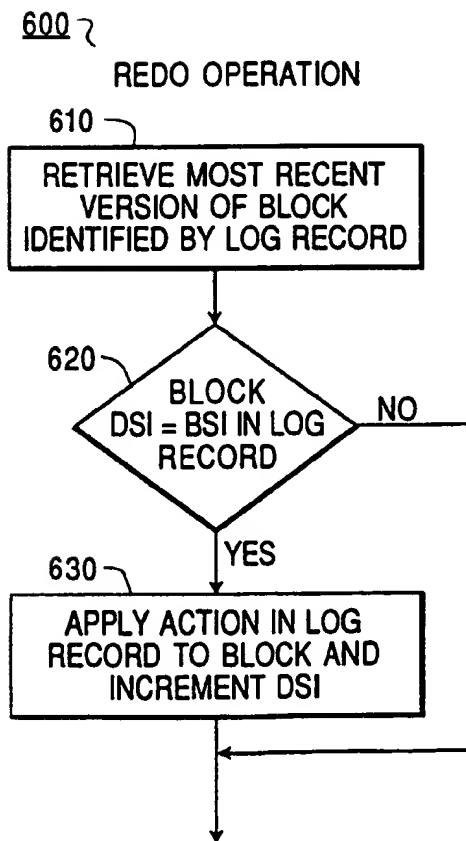 600
REDO OPERATION
610
RETRIEVE MOST RECENT
VERSION OF BLOCK
IDENTIFIED BY LOG RECORD
620
BLOCK
DSI = BSI IN LOG
RECORD
NO
YES
630
APPLY ACTION IN LOG
RECORD TO BLOCK AND
INCREMENT DSI